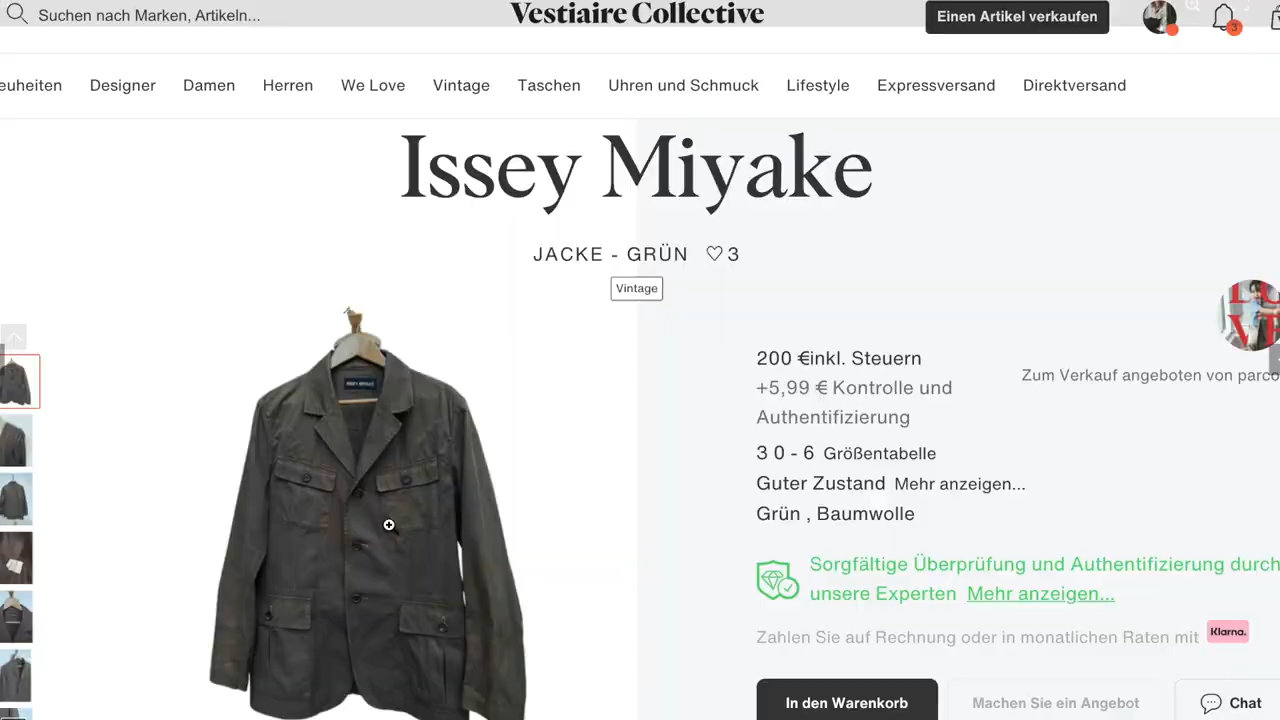 Suchen nach Marken, Artikeln...
Vestiaire Collective
Einen Artikel verkaufen
3
euheiten Designer Damen Herren We Love Vintage Taschen Uhren und Schmuck Lifestyle Expressversand Direktversand
Issey Miyake
JACKE - GRÜN ♡ 3
Vintage
ISSEY MIYAKE
200 €inkl. Steuern
+5,99 € Kontrolle und
Authentifizierung
Zum Verkauf angeboten von parco
3 0 - 6 Größentabelle
Guter Zustand Mehr anzeigen...
Grün , Baumwolle
Sorgfältige Überprüfung und Authentifizierung durch
unsere Experten Mehr anzeigen...
Zahlen Sie auf Rechnung oder in monatlichen Raten mit Klarna.
In den Warenkorb
Machen Sie ein Angebot
Chat